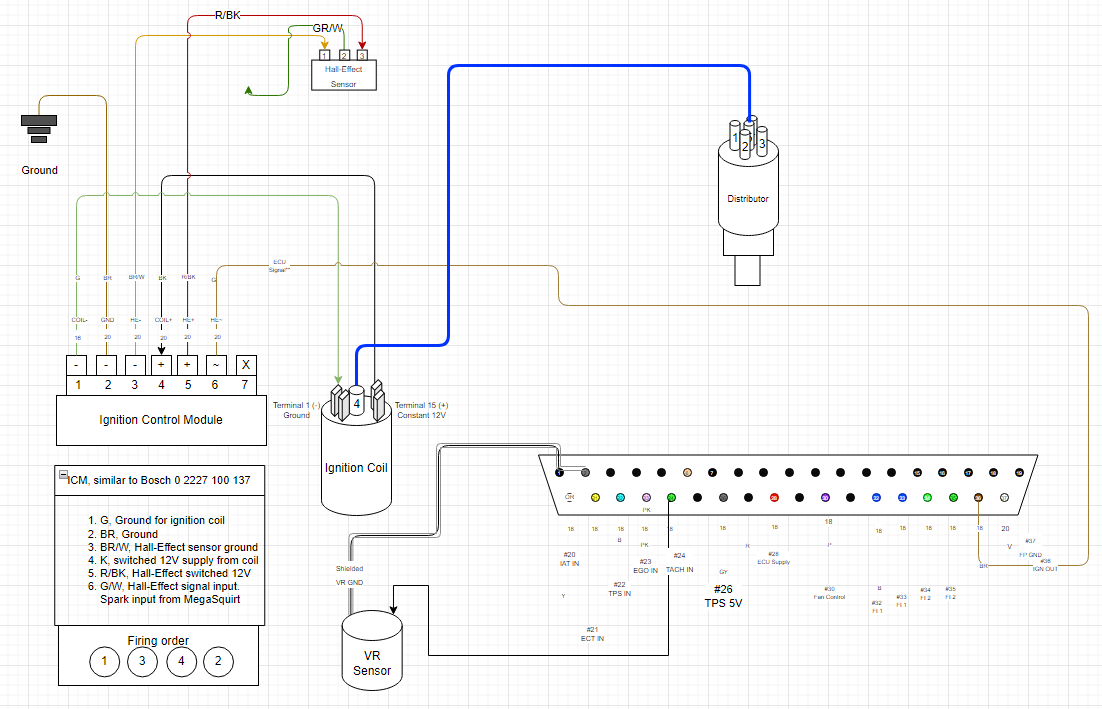 R/BK
GR/W
1
2
3
Hall-Effect
Sensor
Ground
1
2
3
Distributor
ECU
Signal
G
BR
BR/W
BK
R/BK
G
COIL-
GND
HE-
COIL+
HE+
HE-
16
20
20
20
20
20
-
-
-
+
+
~
X
1
2
3
4
5
6
7
Ignition Control Module
Terminal 1 (-)
Ground
4
Terminal 15 (+)
Constant 12V
Ignition Coil
ICM, similar to Bosch 0 2227 100 137
1. G, Ground for ignition coil
2. BR, Ground
3. BR/W, Hall-Effect sensor ground
4. K, switched 12V supply from coil
5. R/BK, Hall-Effect switched 12V
6. G/W, Hall-Effect signal input.
Spark input from MegaSquirt
Firing order
1
3
4
2
Shielded
VR GND
VR
Sensor
OR
PK
18
18
18
18
18
18
18
18
18
18
18
18
18
20
B
PK
R
P
V
#37
FP GND
#36
IGN OUT
BR
#20
IAT IN
#23
EGO IN
#24
TACH IN
#28
ECU Supply
GY
Y
#22
TPS IN
#26
TPS 5V
#30
Fan Control
B
#32
FI 1
#33
FI 1
#34
FI 2
#35
FI 2
#21
ECT IN